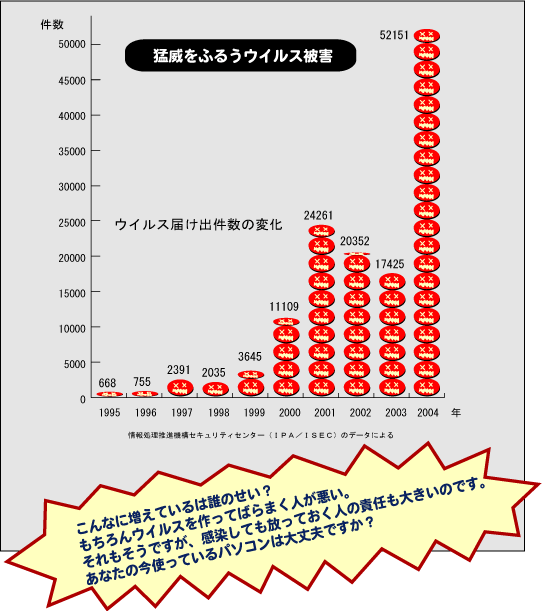 件数
猛威をふるうウイルス被害
50000
45000
40000
35000
30000
25000
20000
15000
10000
5000
0
ウイルス届け出件数の変化
668
755
2391
2035
3645
11109
24261
20352
17425
52151
1995 1996 1997 1998 1999 2000 2001 2002 2003 2004 年
情報処理推進機構セキュリティセンター（ＩＰＡ／ＩＳＥＣ）のデータによる
こんなに増えているは誰のせい？
もちろんウイルスを作ってばらまく人が悪い。
それもそうですが、感染しても放っておく人の責任も大きいのです。
あなたの今使っているパソコンは大丈夫ですか？